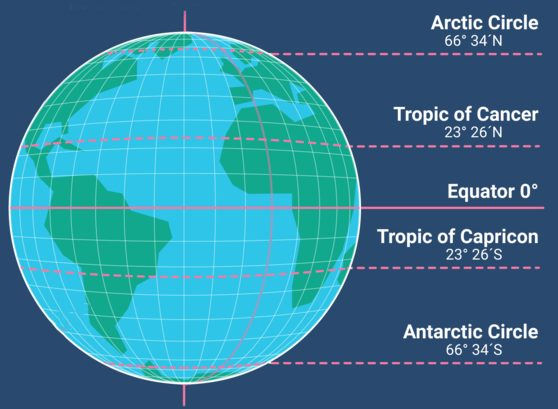 Arctic Circle
66° 34´N
Tropic of Cancer
23° 26´N
Equator 0°
Tropic of Capricon
23° 26´S
Antarctic Circle
66° 34´S